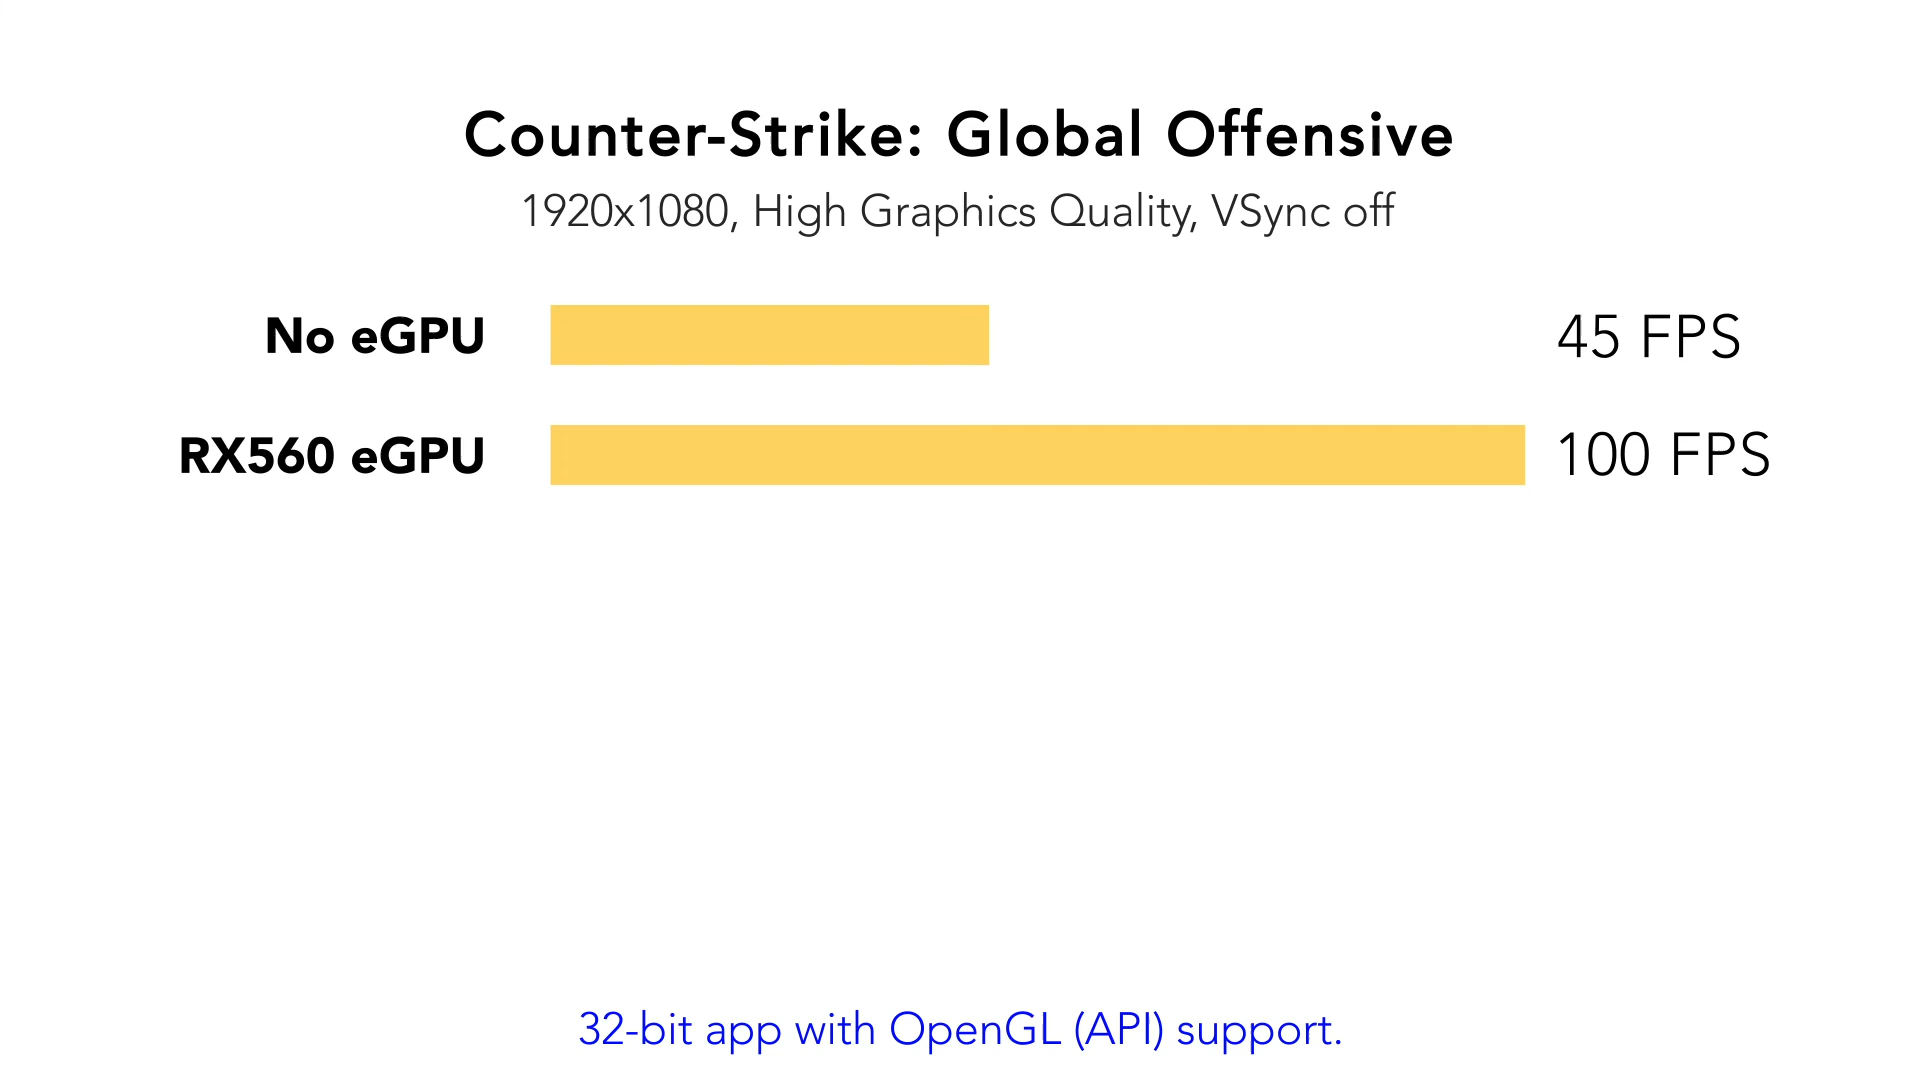 Counter-Strike: Global Offensive
1920x1080, High Graphics Quality, VSync off
No eGPU 45 FPS
RX560 eGPU 100 FPS
32-bit app with OpenGL (API) support.